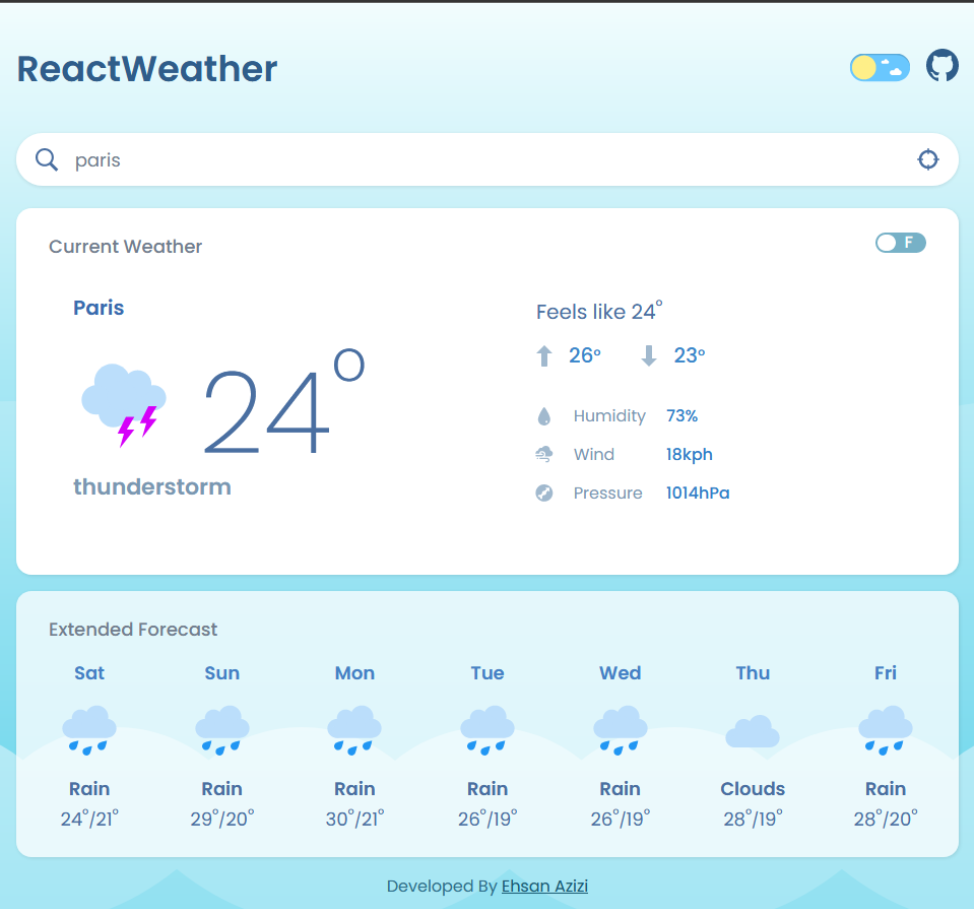 ReactWeather
paris
Current Weather
F
Paris
24°
thunderstorm
Feels like 24°
26° 23°
Humidity 73%
Wind 18kph
Pressure 1014hPa
Extended Forecast
Sat Sun Mon Tue Wed Thu Fri
Rain Rain Rain Rain Rain Clouds Rain
24°/21° 29°/20° 30°/21° 26°/19° 26°/19° 28°/19° 28°/20°
Developed By Ehsan Azizi